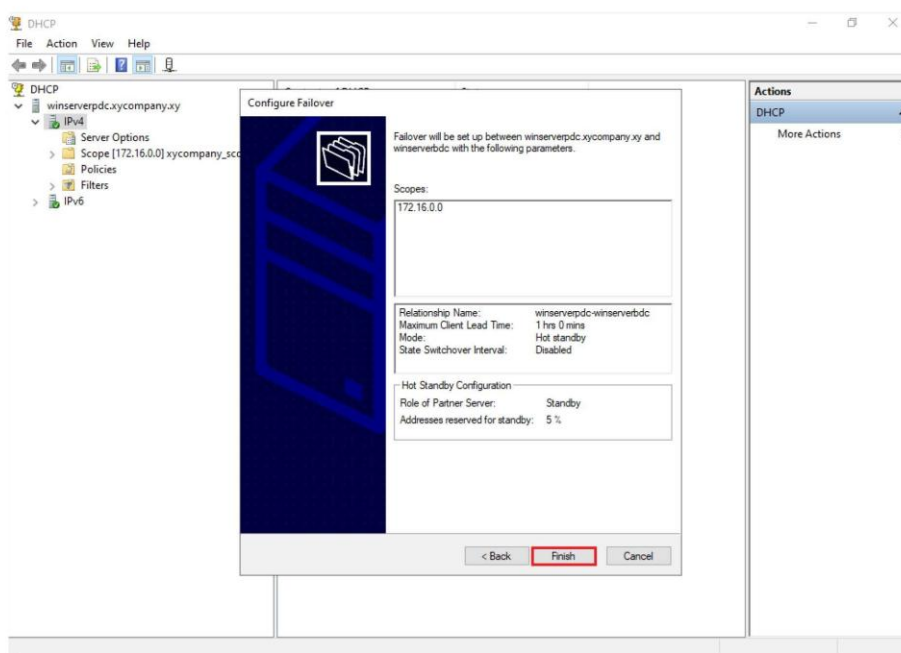 DHCP
File Action View Help
DHCP
winserverpdc.xycompany.xy
IPv4
Server Options
Scope [172.16.0.0] xycompany_sco
Policies
Filters
IPv6
Configure Failover
Failover will be set up between winserverpdc.xycompany.xy and
winserverbdc with the following parameters.
Scopes:
172.16.0.0
Relationship Name: winserverpdc-winserverbdc
Maximum Client Lead Time: 1 hrs 0 mins
Mode: Hot standby
State Switchover Interval: Disabled
Hot Standby Configuration
Role of Partner Server: Standby
Addresses reserved for standby: 5 %
< Back Finish Cancel
Actions
DHCP
More Actions